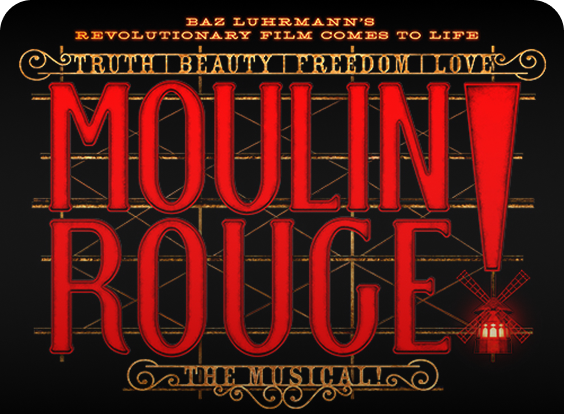 BAZ LUHRMANN'S
REVOLUTIONARY FILM COMES TO LIFE
TRUTH | BEAUTY | FREEDOM | LOVE
MOULIN
ROUGE!
THE MUSICAL!